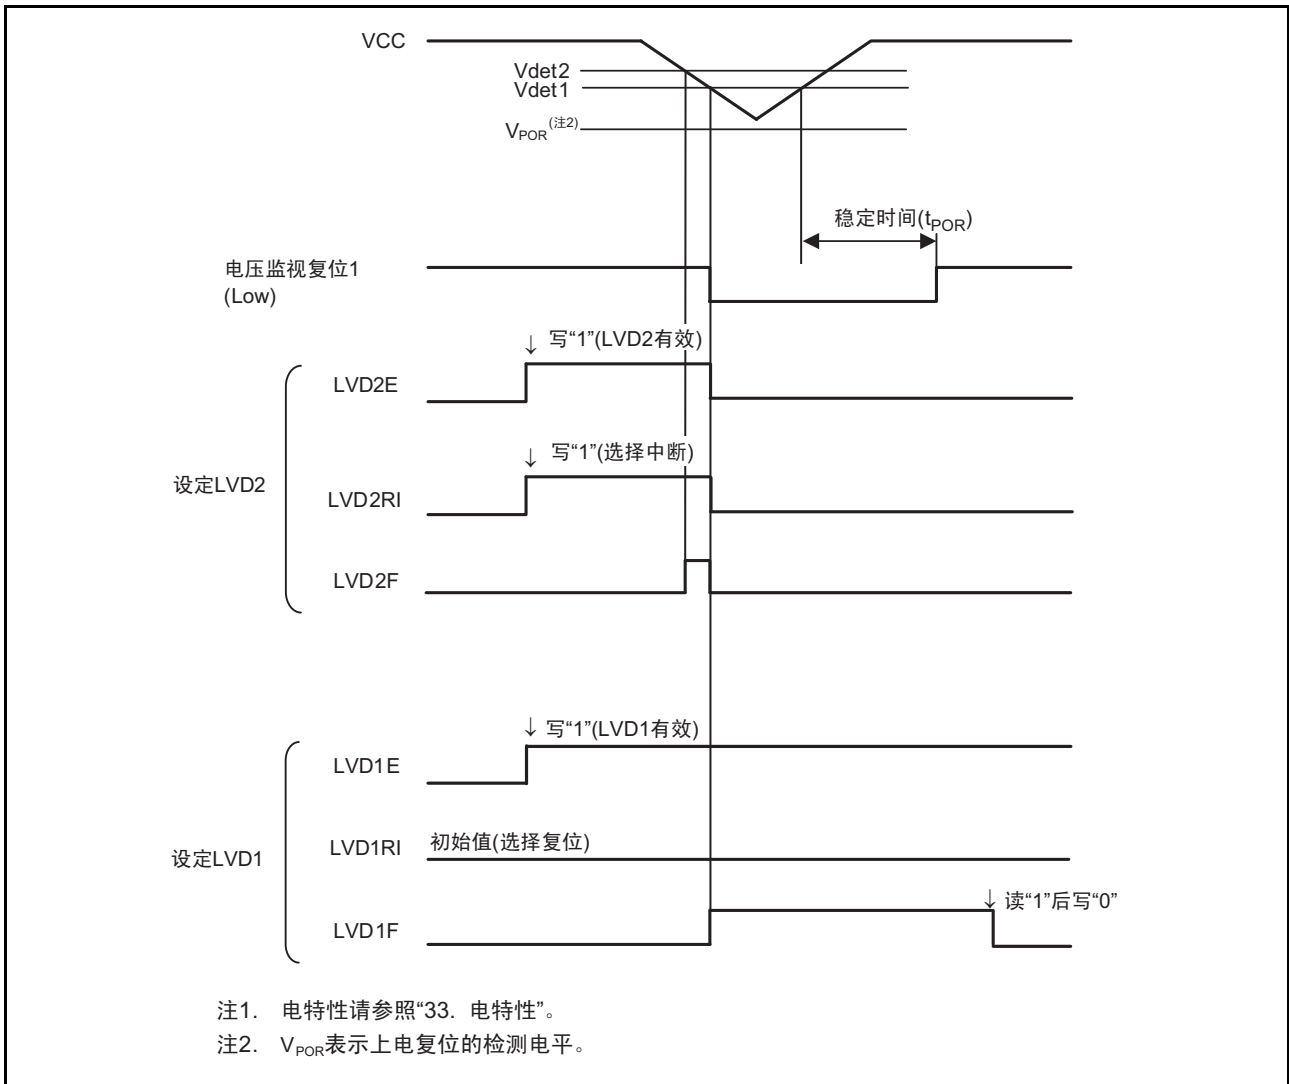 VCC
Vdet2
Vdet1
VPOR(注2)
稳定时间(tPOR)
电压监视复位1
(Low)
↓ 写“1”(LVD2有效)
LVD2E
↓ 写“1”(选择中断)
设定LVD2
LVD2RI
LVD2F
↓ 写“1”(LVD1有效)
LVD1E
初始值(选择复位)
LVD1RI
设定LVD1
↓ 读“1”后写“0”
LVD1F
注1. 电特性请参照“33. 电特性”。
注2. VPOR表示上电复位的检测电平。